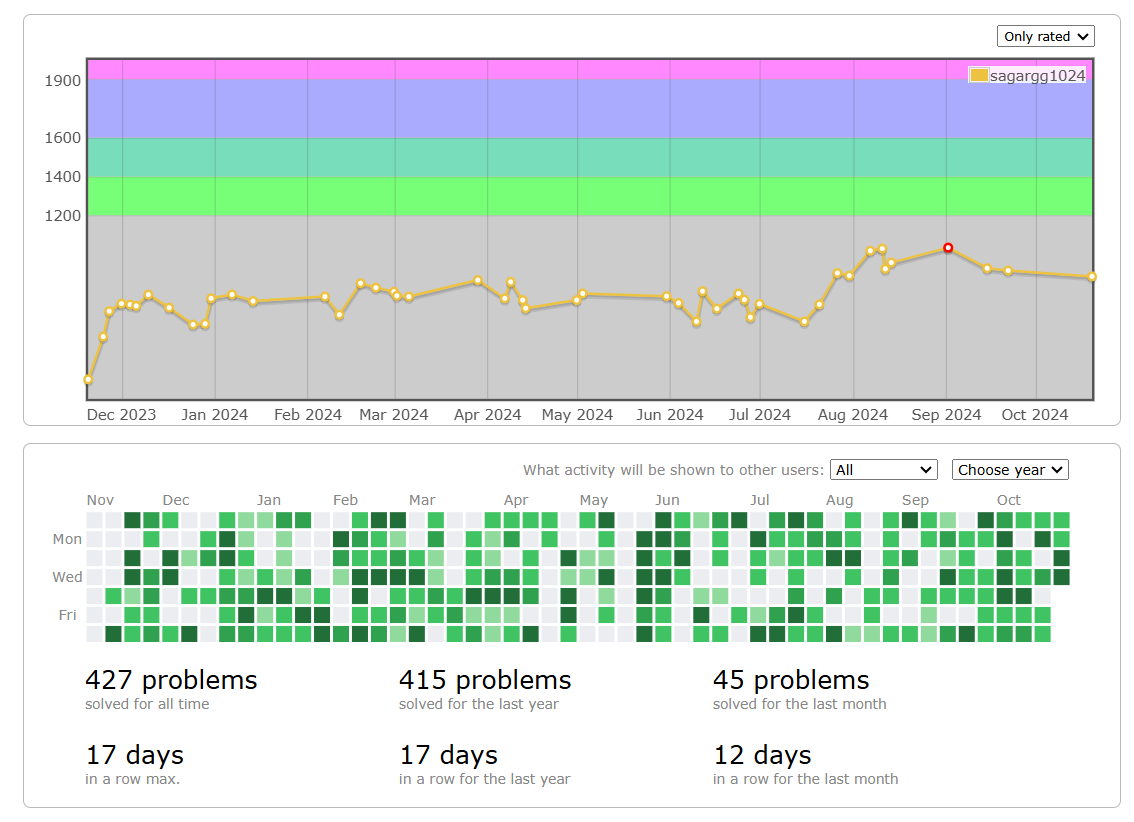 Only rated
sagargg1024
1900
1600
1400
1200
Dec 2023 Jan 2024 Feb 2024 Mar 2024 Apr 2024 May 2024 Jun 2024 Jul 2024 Aug 2024 Sep 2024 Oct 2024
What activity will be shown to other users: All Choose year
Nov Dec Jan Feb Mar Apr May Jun Jul Aug Sep Oct
Mon
Wed
Fri
427 problems 415 problems 45 problems
solved for all time solved for the last year solved for the last month
17 days 17 days 12 days
in a row max. in a row for the last year in a row for the last month